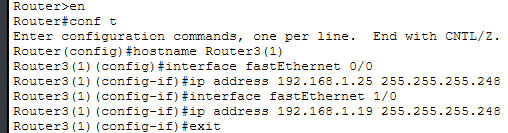 Router>en
Router#conf t
Enter configuration commands, one per line.  End with CNTL/Z.
Router(config)#hostname Router3(1)
Router3(1)(config)#interface fastEthernet 0/0
Router3(1)(config-if)#ip address 192.168.1.25 255.255.255.248
Router3(1)(config-if)#interface fastEthernet 1/0
Router3(1)(config-if)#ip address 192.168.1.19 255.255.255.248
Router3(1)(config-if)#exit